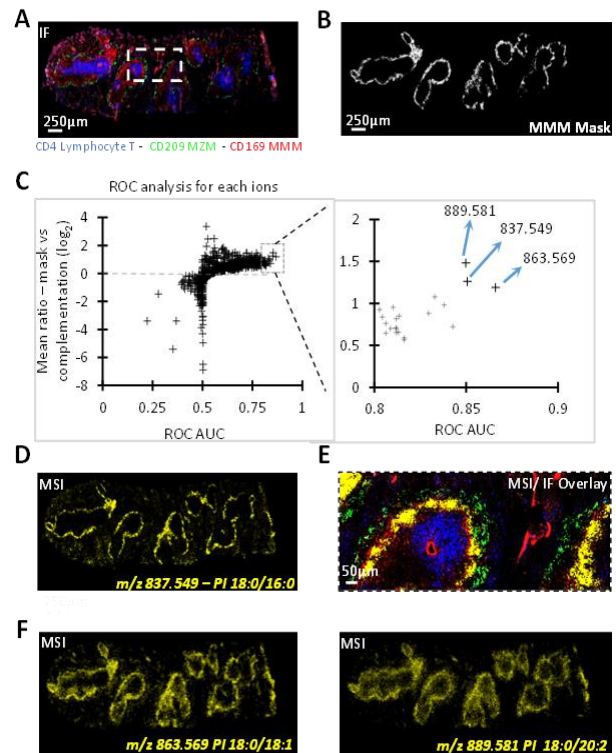 A
IF
250µm
CD4 Lymphocyte T - CD209 MZM - CD169 MMM
B
250µm
MMM Mask
C
ROC analysis for each ions
Mean ratio – mask vs
complementation (log2)
4
2
0
-2
-4
-6
-8
0
0.25
0.5
0.75
1
ROC AUC
2
1.5
1
0.5
0
0.8
0.85
0.9
ROC AUC
889.581
837.549
863.569
D
MSI
m/z 837.549 – PI 18:0/16:0
E
MSI/ IF Overlay
50µm
F
MSI
m/z 863.569 PI 18:0/18:1
MSI
m/z 889.581 PI 18:0/20:2